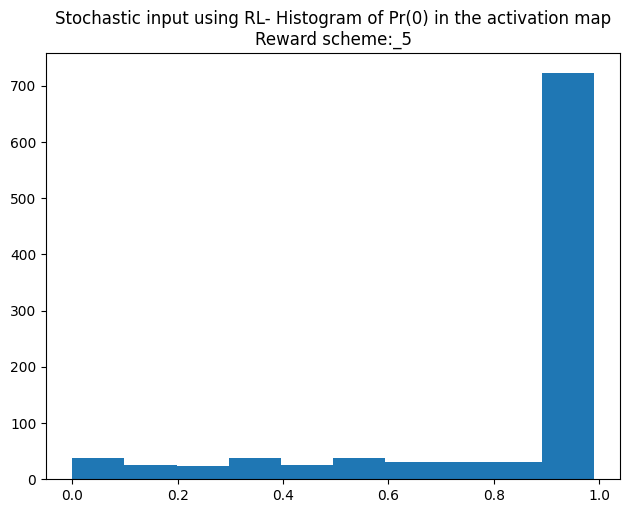 Stochastic input using RL- Histogram of Pr(0) in the activation map
Reward scheme:_5
700
600
500
400
300
200
100
0
0.0 0.2 0.4 0.6 0.8 1.0